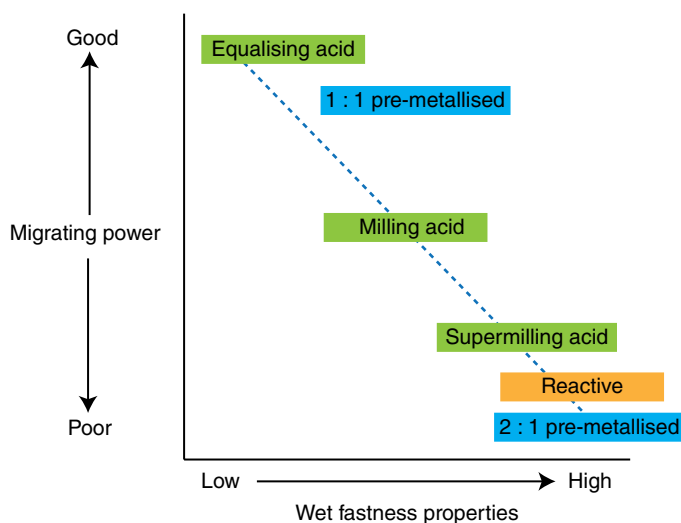 Good
Equalising acid
1 : 1 pre-metallised
Migrating power
Milling acid
Supermilling acid
Reactive
Poor
2 : 1 pre-metallised
Low
High
Wet fastness properties